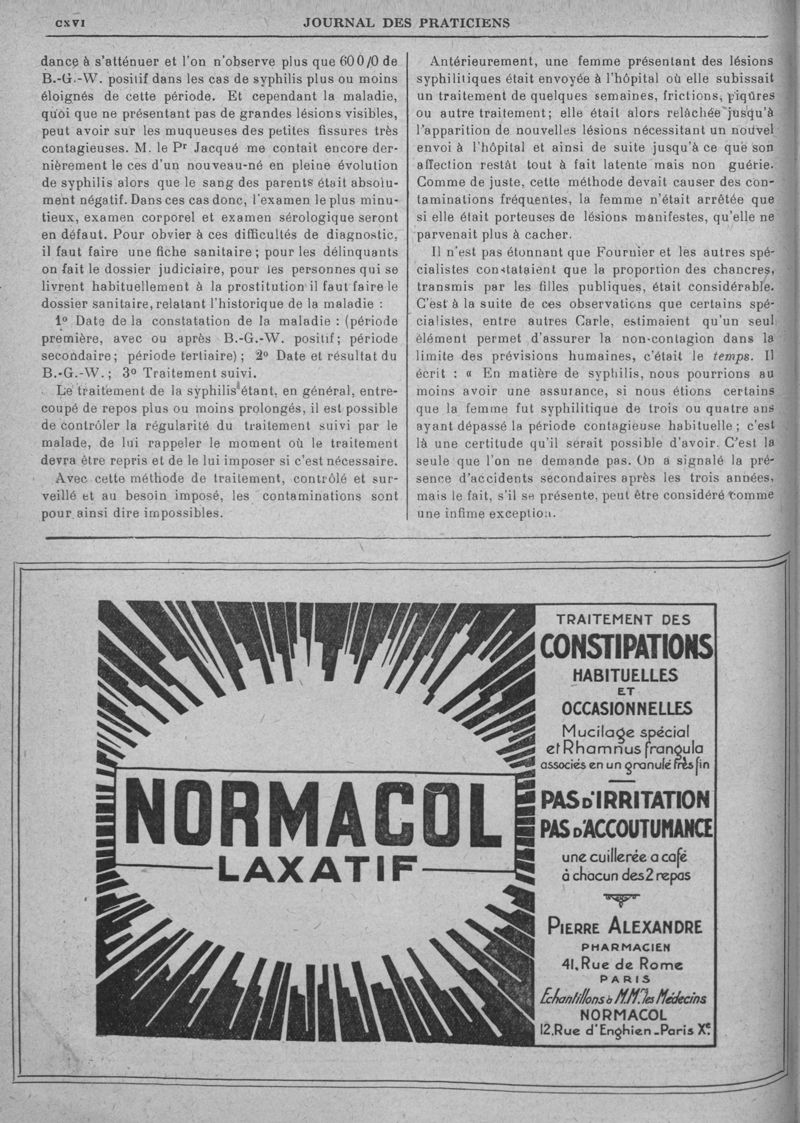 CXVI
JOURNAL DES PRATICIENS
dance à s'atténuer et l'on n'observe plus que 60 0/0 de
B.-G.-W. positif dans les cas de syphilis plus ou moins
éloignés de cette période. Et cependant la maladie,
quoi que ne présentant pas de grandes lésions visibles,
peut avoir sur les muqueuses des petites fissures très
contagieuses. M. le Pr Jacqué me contait encore der-
nièrement le ces d'un nouveau-né en pleine évolution
de syphilis alors que le sang des parents était absolu-
ment négatif. Dans ces cas donc, l'examen le plus minu-
tieux, examen corporel et examen sérologique seront
en défaut. Pour obvier à ces difficultés de diagnostic,
il faut faire une fiche sanitaire ; pour les délinquants
on fait le dossier judiciaire, pour les personnes qui se
livrent habituellement à la prostitution il faut faire le
dossier sanitaire, relatant l'historique de la maladie :
1º Date de la constatation de la maladie : (période
première, avec ou après B.-G.-W. positif ; période
secondaire ; période tertiaire) ; 2º Date et résultat du
B.-G.-W. ; 3º Traitement suivi.
Le traitement de la syphilis étant, en général, entre-
coupé de repos plus ou moins prolongés, il est possible
de contrôler la régularité du traitement suivi par le
malade, de lui rappeler le moment où le traitement
devra être repris et de le lui imposer si c'est nécessaire.
Avec cette méthode de traitement, contrôlé et sur-
veillé et au besoin imposé, les contaminations sont
pour ainsi dire impossibles.
Antérieurement, une femme présentant des lésions
syphilitiques était envoyée à l'hôpital où elle subissait
un traitement de quelques semaines, frictions, piqûres
ou autre traitement ; elle était alors relâchée jusqu'à
l'apparition de nouvelles lésions nécessitant un nouvel
envoi à l'hôpital et ainsi de suite jusqu'à ce que son
affection restât tout à fait latente mais non guérie.
Comme de juste, cette méthode devait causer des con-
taminations fréquentes, la femme n'était arrêtée que
si elle était porteuses de lésions manifestes, qu'elle ne
parvenait plus à cacher.
Il n'est pas étonnant que Fournier et les autres spé-
cialistes constataient que la proportion des chancres,
transmis par les filles publiques, était considérable.
C'est à la suite de ces observations que certains spé-
cialistes, entre autres Carle, estimaient qu'un seul
élément permet d'assurer la non-contagion dans la
limite des prévisions humaines, c'était le temps. Il
écrit : « En matière de syphilis, nous pourrions au
moins avoir une assurance, si nous étions certains
que la femme fut syphilitique de trois ou quatre ans
ayant dépassé la période contagieuse habituelle ; c'est
là une certitude qu'il serait possible d'avoir. C'est la
seule que l'on ne demande pas. On a signalé la pré-
sence d'accidents secondaires après les trois années,
mais le fait, s'il se présente, peut être considéré comme
une infime exception.
NORMACOL
LAXATIF
TRAITEMENT DES
CONSTIPATIONS
HABITUELLES
ET
OCCASIONNELLES
Mucilage spécial
et Rhamnus frangula
associés en un granulé très fin
PAS D'IRRITATION
PAS D'ACCOUTUMANCE
une cuillerée a café
à chacun des 2 repas
PIERRE ALEXANDRE
PHARMACIEN
41, Rue de Rome
PARIS
Echantillons à M.M. les Médecins
NORMACOL
12, Rue d'Enghien - Paris Xe